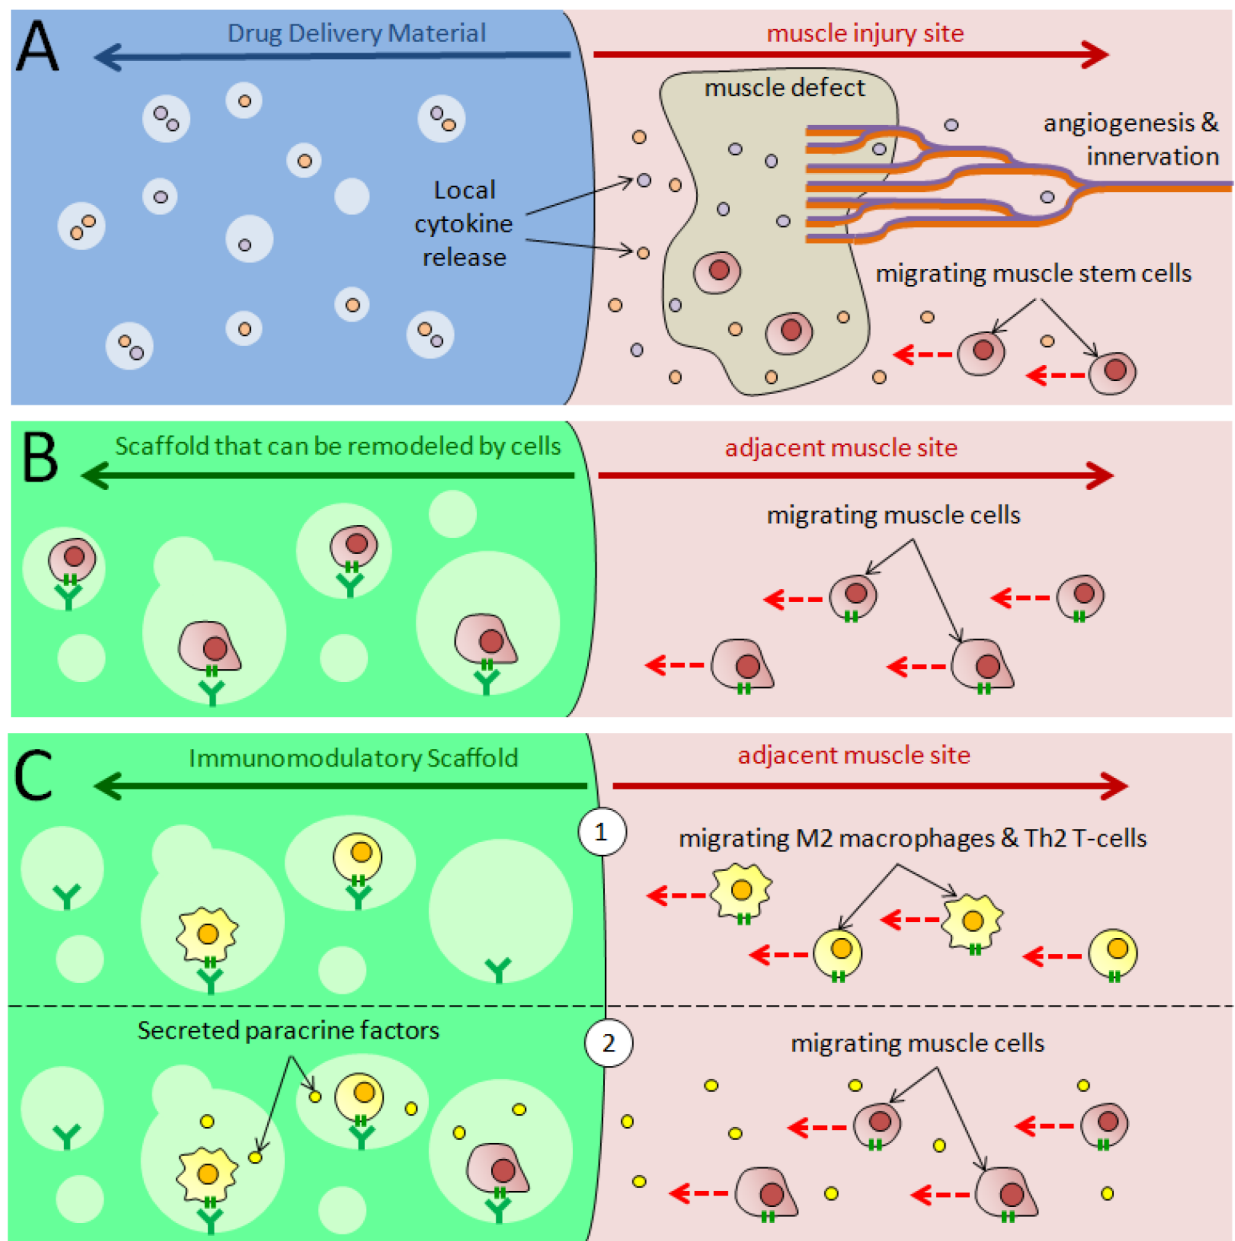 A
Drug Delivery Material
muscle injury site
muscle defect
angiogenesis &
innervation
Local
cytokine
release
migrating muscle stem cells
B
Scaffold that can be remodeled by cells
adjacent muscle site
migrating muscle cells
C
Immunomodulatory Scaffold
adjacent muscle site
1
migrating M2 macrophages & Th2 T-cells
Secreted paracrine factors
2
migrating muscle cells